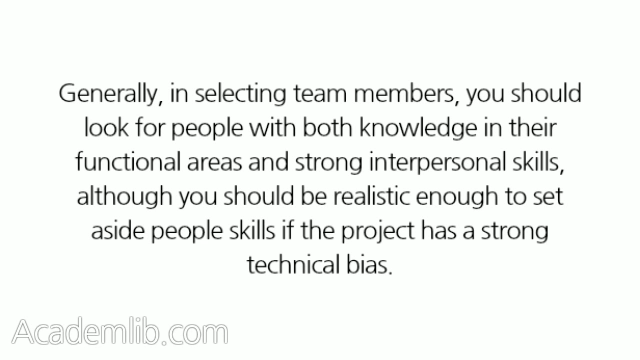 Generally, in selecting team members, you should
look for people with both knowledge in their
functional areas and strong interpersonal skills,
although you should be realistic enough to set
aside people skills if the project has a strong
technical bias.
Academlib.com